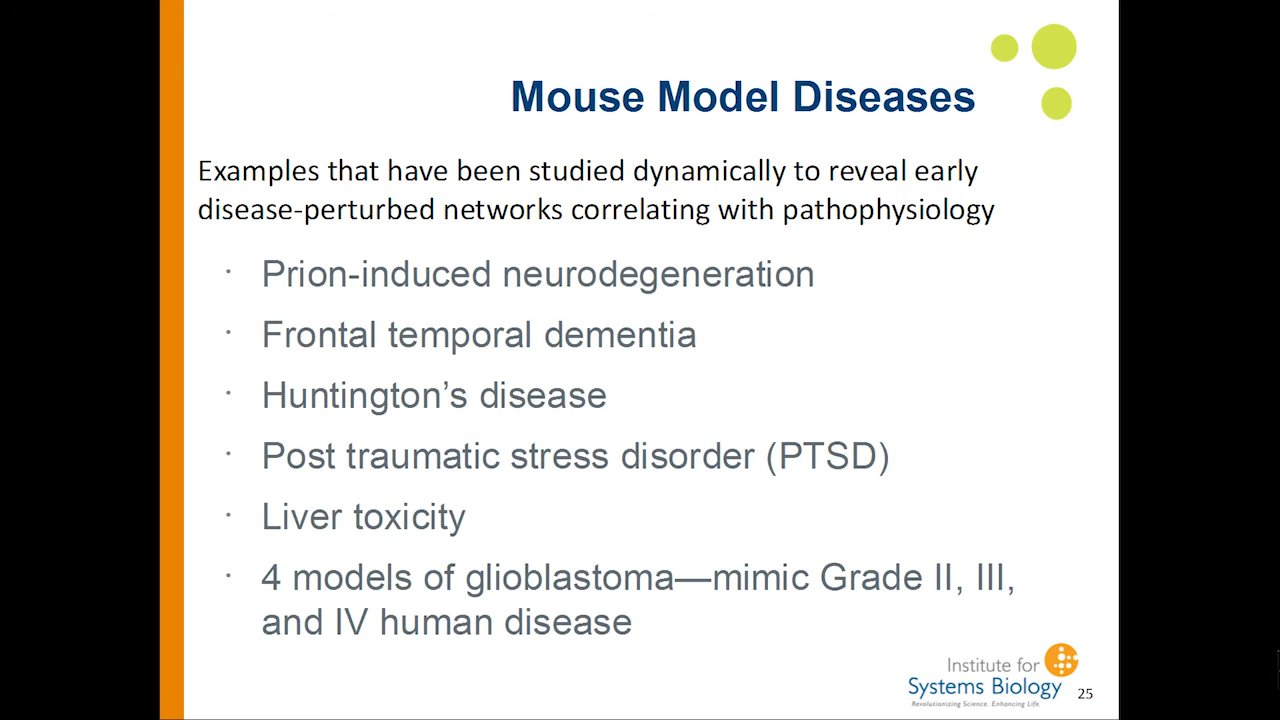 Mouse Model Diseases
Examples that have been studied dynamically to reveal early
disease-perturbed networks correlating with pathophysiology
· Prion-induced neurodegeneration
· Frontal temporal dementia
· Huntington’s disease
· Post traumatic stress disorder (PTSD)
· Liver toxicity
· 4 models of glioblastoma—mimic Grade II, III,
and IV human disease
Institute for
Systems Biology
Revolutionizing Science. Enhancing Life.
25